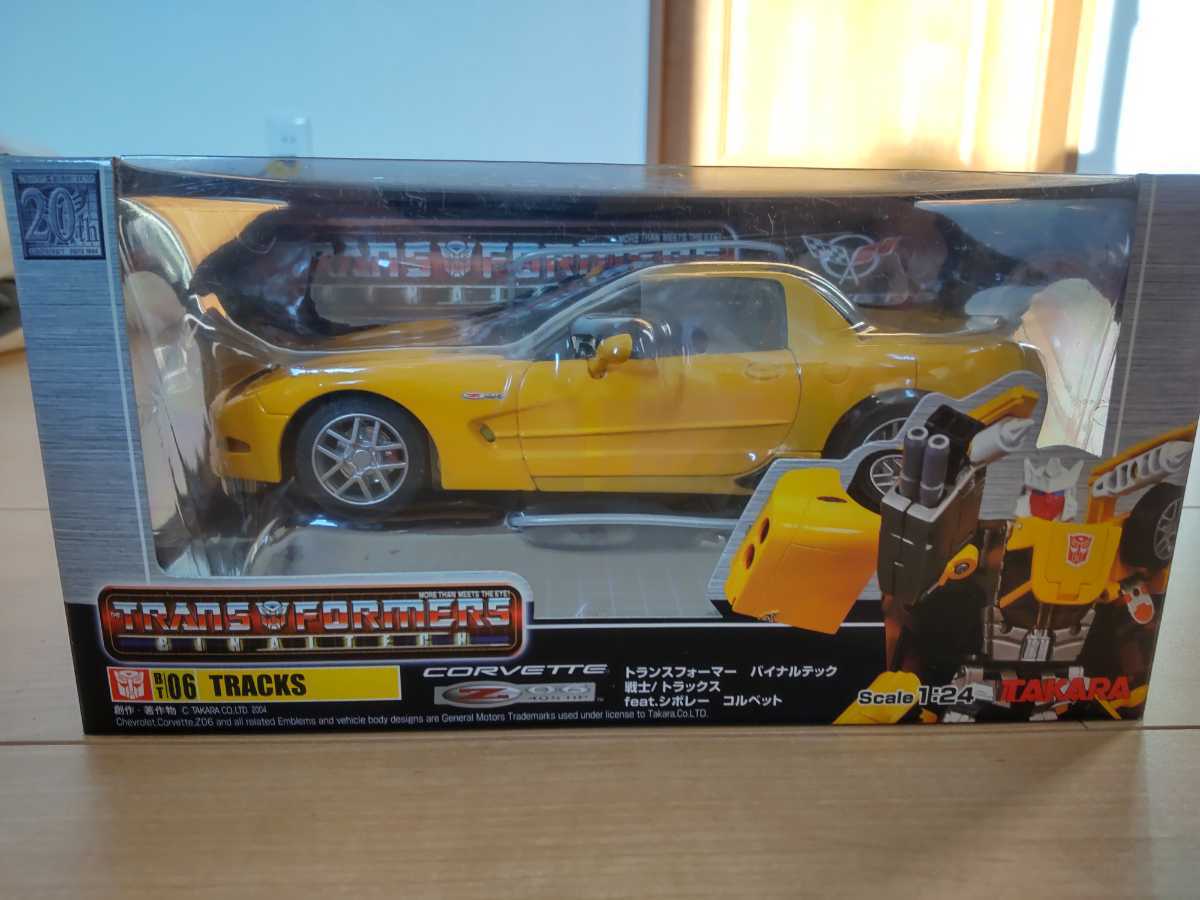 20th
MORE THAN MEETS THE EYE!
TRANSFORMERS
MORE THAN MEETS THE EYE!
THE TRANSFORMERS
BINALTECH
BT 06 TRACKS
CORVETTE
Z06
トランスフォーマー バイナルテック
戦士/トラックス
feat.シボレー コルベット
Scale 1:24
TAKARA
創作・著作物 C TAKARA CO.LTD. 2004
Chevrolet,Corvette,Z06 and all related Emblems and vehicle body designs are General Motors Trademarks used under license to Takara.Co.LTD.